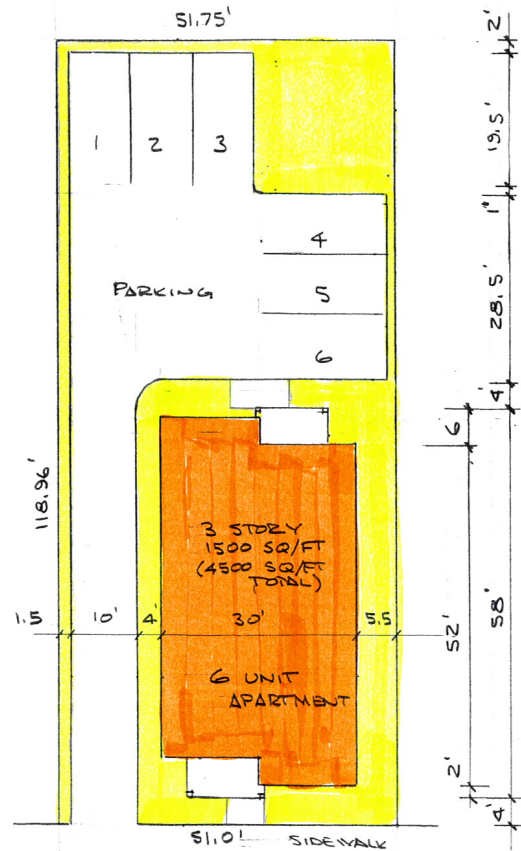 51.75'
2'
19.5'
1 2 3
1'
4
PARKING
5
28.5'
6
4'
6
118.96'
3 STORY
1500 SQ/FT
(4500 SQ/FT
TOTAL)
58'
1.5 10' 4' 30' 5.5
52'
6 UNIT
APARTMENT
2'
4'
51.0' SIDEWALK